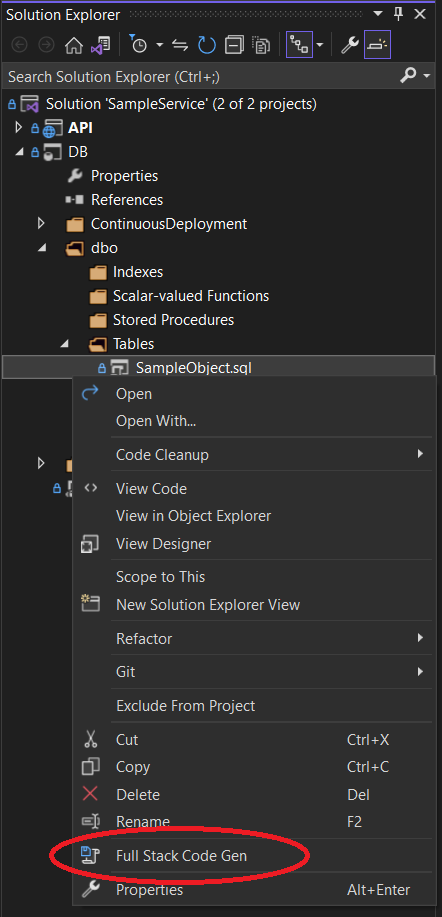 Solution Explorer
Search Solution Explorer (Ctrl+;)
Solution 'SampleService' (2 of 2 projects)
API
DB
Properties
References
ContinuousDeployment
dbo
Indexes
Scalar-valued Functions
Stored Procedures
Tables
SampleObject.sql
Open
Open With...
Code Cleanup
View Code
View in Object Explorer
View Designer
Scope to This
New Solution Explorer View
Refactor
Git
Exclude From Project
Cut Ctrl+X
Copy Ctrl+C
Delete Del
Rename F2
Full Stack Code Gen
Properties Alt+Enter